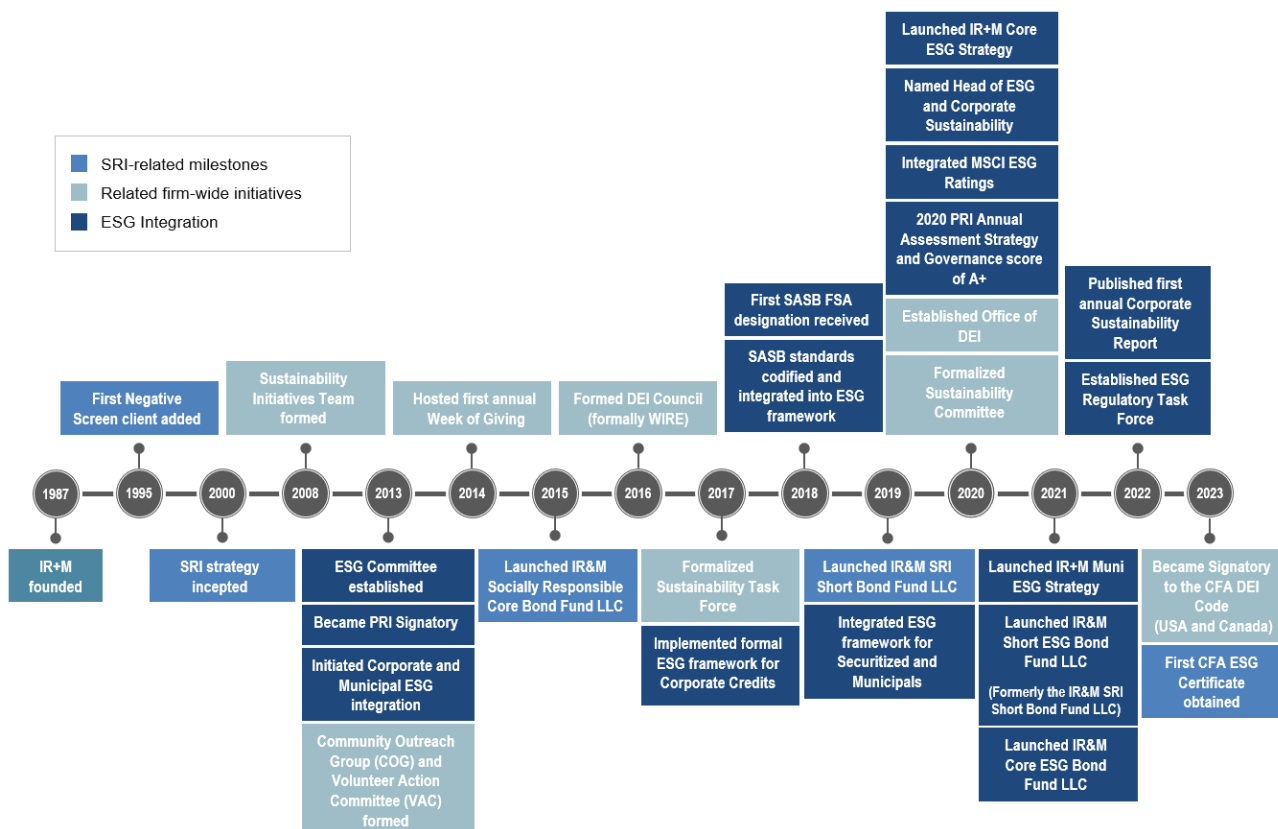 Launched IR+M Core
ESG Strategy
Named Head of ESG
and Corporate
Sustainability
Integrated MSCI ESG
Ratings
2020 PRI Annual
Assessment Strategy
and Governance score
of A+
Established Office of
DEI
Formalized
Sustainability
Committee
SRI-related milestones
Related firm-wide initiatives
ESG Integration
First Negative
Screen client added
Sustainability
Initiatives Team
formed
Hosted first annual
Week of Giving
Formed DEI Council
(formally WIRE)
First SASB FSA
designation received
SASB standards
codified and
integrated into ESG
framework
Published first
annual Corporate
Sustainability
Report
Established ESG
Regulatory Task
Force
1987
1995
2000
2008
2013
2014
2015
2016
2017
2018
2019
2020
2021
2022
2023
IR+M
founded
SRI strategy
incepted
ESG Committee
established
Became PRI Signatory
Initiated Corporate and
Municipal ESG
integration
Community Outreach
Group (COG) and
Volunteer Action
Committee (VAC)
formed
Launched IR&M
Socially Responsible
Core Bond Fund LLC
Formalized
Sustainability Task
Force
Implemented formal
ESG framework for
Corporate Credits
Launched IR&M SRI
Short Bond Fund LLC
Integrated ESG
framework for
Securitized and
Municipals
Launched IR+M Muni
ESG Strategy
Launched IR&M
Short ESG Bond
Fund LLC
(Formerly the IR&M SRI
Short Bond Fund LLC)
Launched IR&M
Core ESG Bond
Fund LLC
Became Signatory
to the CFA DEI
Code
(USA and Canada)
First CFA ESG
Certificate
obtained